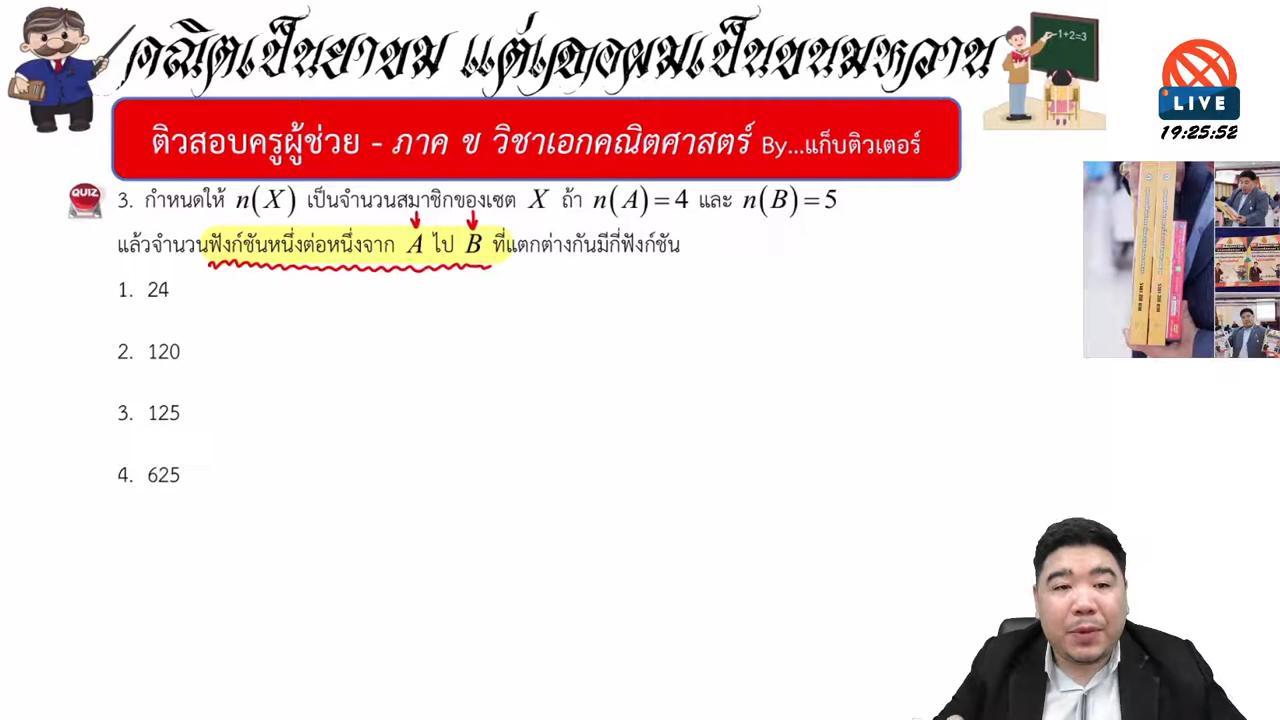 คณิตเป็นยาขม แต่เธอผมเป็นขนมหวาน
1+2=3
LIVE
19:25:52
ติวสอบครูผู้ช่วย - ภาค ข วิชาเอกคณิตศาสตร์ By...แก็บติวเตอร์
QUIZ
3. กำหนดให้ n(X) เป็นจำนวนสมาชิกของเซต X ถ้า n(A)=4 และ n(B)=5
แล้วจำนวนฟังก์ชันหนึ่งต่อหนึ่งจาก A ไป B ที่แตกต่างกันมีกี่ฟังก์ชัน
1. 24
2. 120
3. 125
4. 625